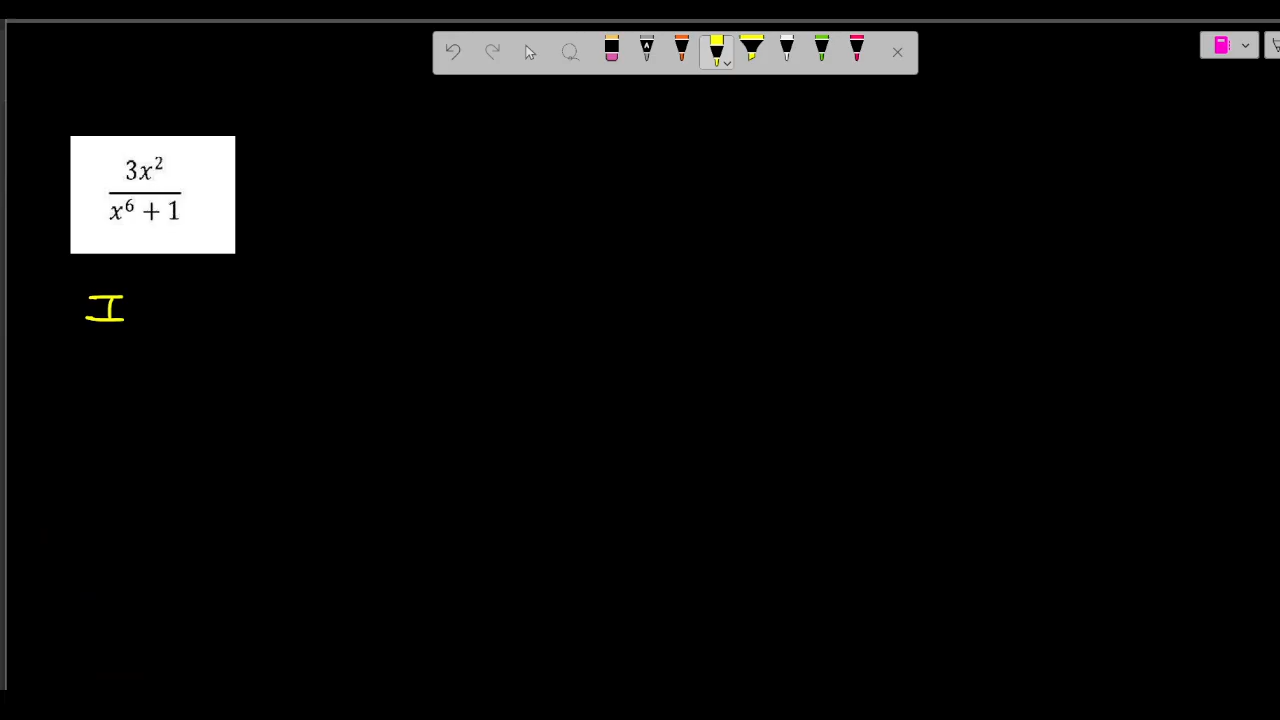 3x²
x⁶ + 1
I